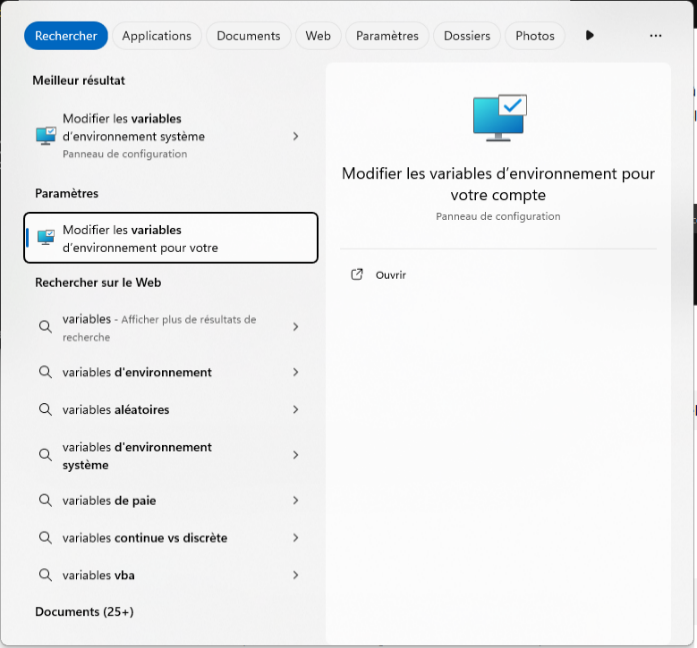 Rechercher Applications Documents Web Paramètres Dossiers Photos ...
Meilleur résultat
Modifier les variables
d'environnement système
Panneau de configuration
Paramètres
Modifier les variables
d'environnement pour votre
Rechercher sur le Web
variables - Afficher plus de résultats de
recherche
variables d'environnement
variables aléatoires
variables d'environnement
système
variables de paie
variables continue vs discrète
variables vba
Documents (25+)
Modifier les variables d'environnement pour
votre compte
Panneau de configuration
Ouvrir